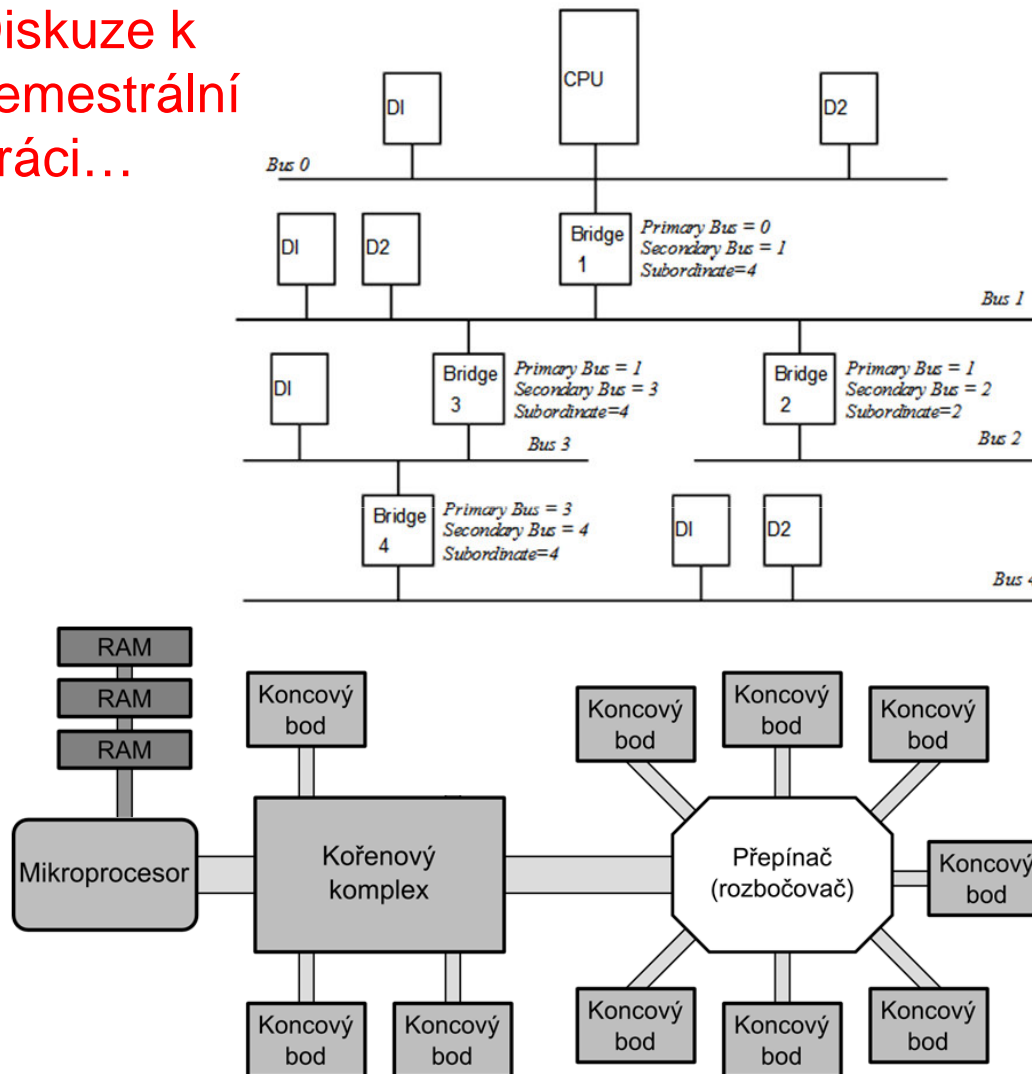 Diskuze k
emestrální
ráci…
CPU
DI
D2
Bus 0
DI
D2
Bridge
1
Primary Bus = 0
Secondary Bus = 1
Subordinate=4
Bus 1
DI
Bridge
3
Primary Bus = 1
Secondary Bus = 3
Subordinate=4
Bridge
2
Primary Bus = 1
Secondary Bus = 2
Subordinate=2
Bus 3
Bus 2
Bridge
4
Primary Bus = 3
Secondary Bus = 4
Subordinate=4
DI
D2
Bus 4
RAM
RAM
RAM
Mikroprocesor
Koncový
bod
Kořenový
komplex
Koncový
bod
Koncový
bod
Koncový
bod
Koncový
bod
Koncový
bod
Přepínač
(rozbočovač)
Koncový
bod
Koncový
bod
Koncový
bod
Koncový
bod